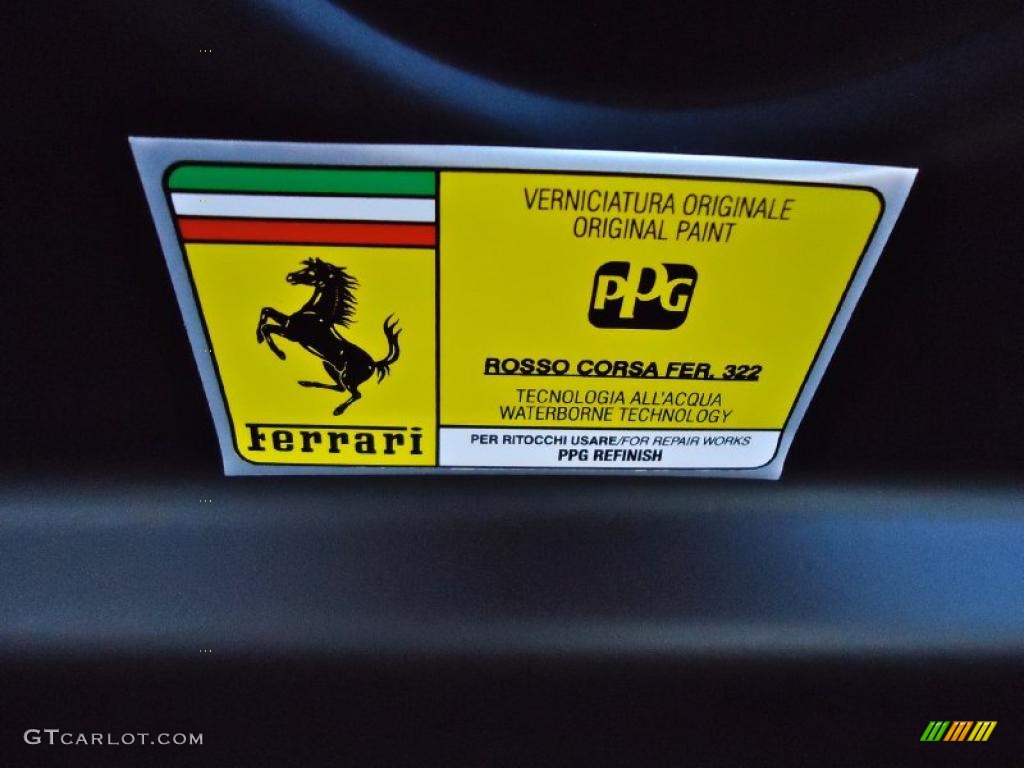 VERNICIATURA ORIGINALE
ORIGINAL PAINT
PPG
ROSSO CORSA FER. 322
TECNOLOGIA ALL'ACQUA
WATERBORNE TECHNOLOGY
Ferrari
PER RITOCCHI USARE/FOR REPAIR WORKS
PPG REFINISH
GTCARLOT.COM